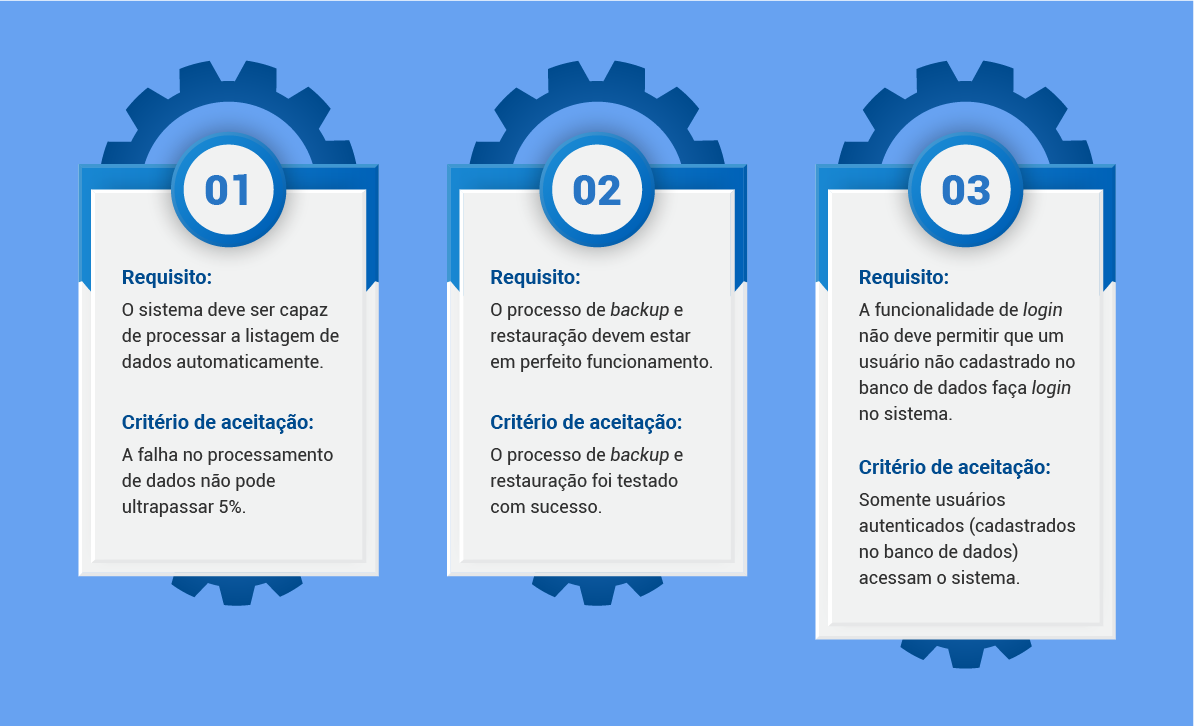 01
Requisito:
O sistema deve ser capaz
de processar a listagem de
dados automaticamente.
Critério de aceitação:
A falha no processamento
de dados não pode
ultrapassar 5%.
02
Requisito:
O processo de backup e
restauração devem estar
em perfeito funcionamento.
Critério de aceitação:
O processo de backup e
restauração foi testado
com sucesso.
03
Requisito:
A funcionalidade de login
não deve permitir que um
usuário não cadastrado no
banco de dados faça login
no sistema.
Critério de aceitação:
Somente usuários
autenticados (cadastrados
no banco de dados)
acessam o sistema.